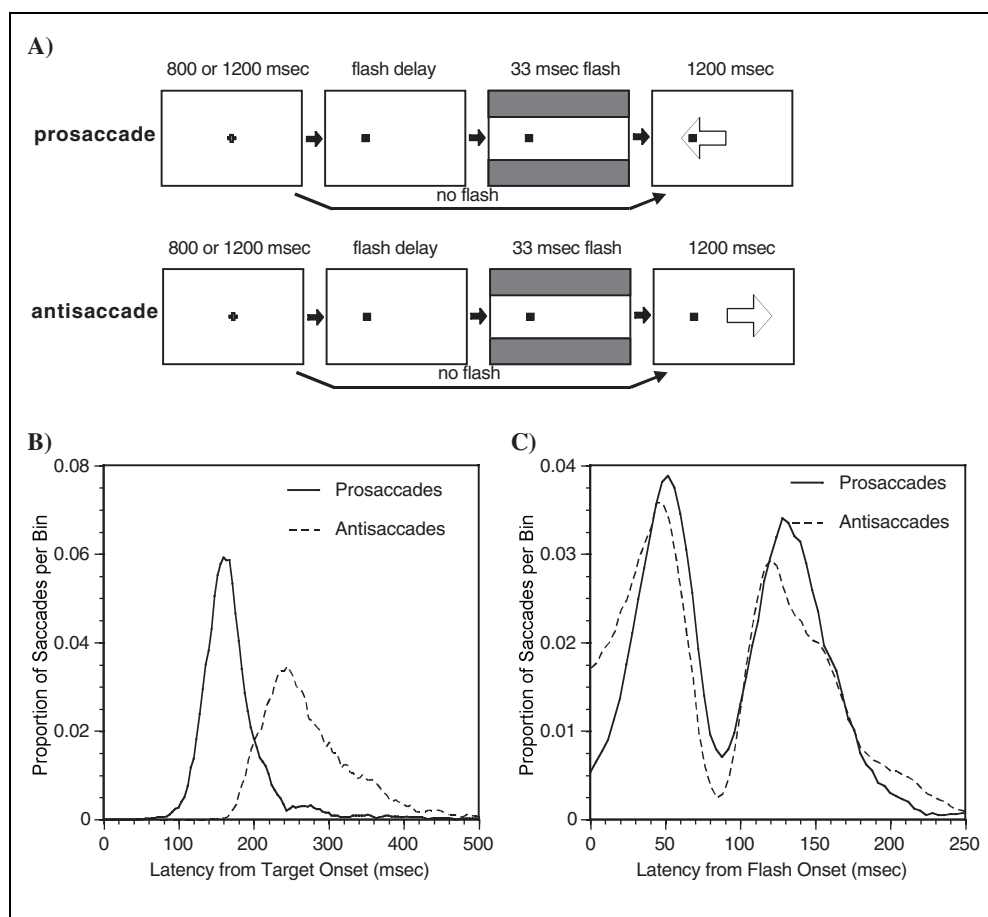 A)
800 or 1200 msec flash delay 33 msec flash 1200 msec
prosaccade
no flash
800 or 1200 msec flash delay 33 msec flash 1200 msec
antisaccade
no flash
B)
0.08
0.06
0.04
0.02
0
Proportion of Saccades per Bin
Prosaccades
Antisaccades
0 100 200 300 400 500
Latency from Target Onset (msec)
C)
0.04
0.03
0.02
0.01
0
Proportion of Saccades per Bin
Prosaccades
Antisaccades
0 50 100 150 200 250
Latency from Flash Onset (msec)